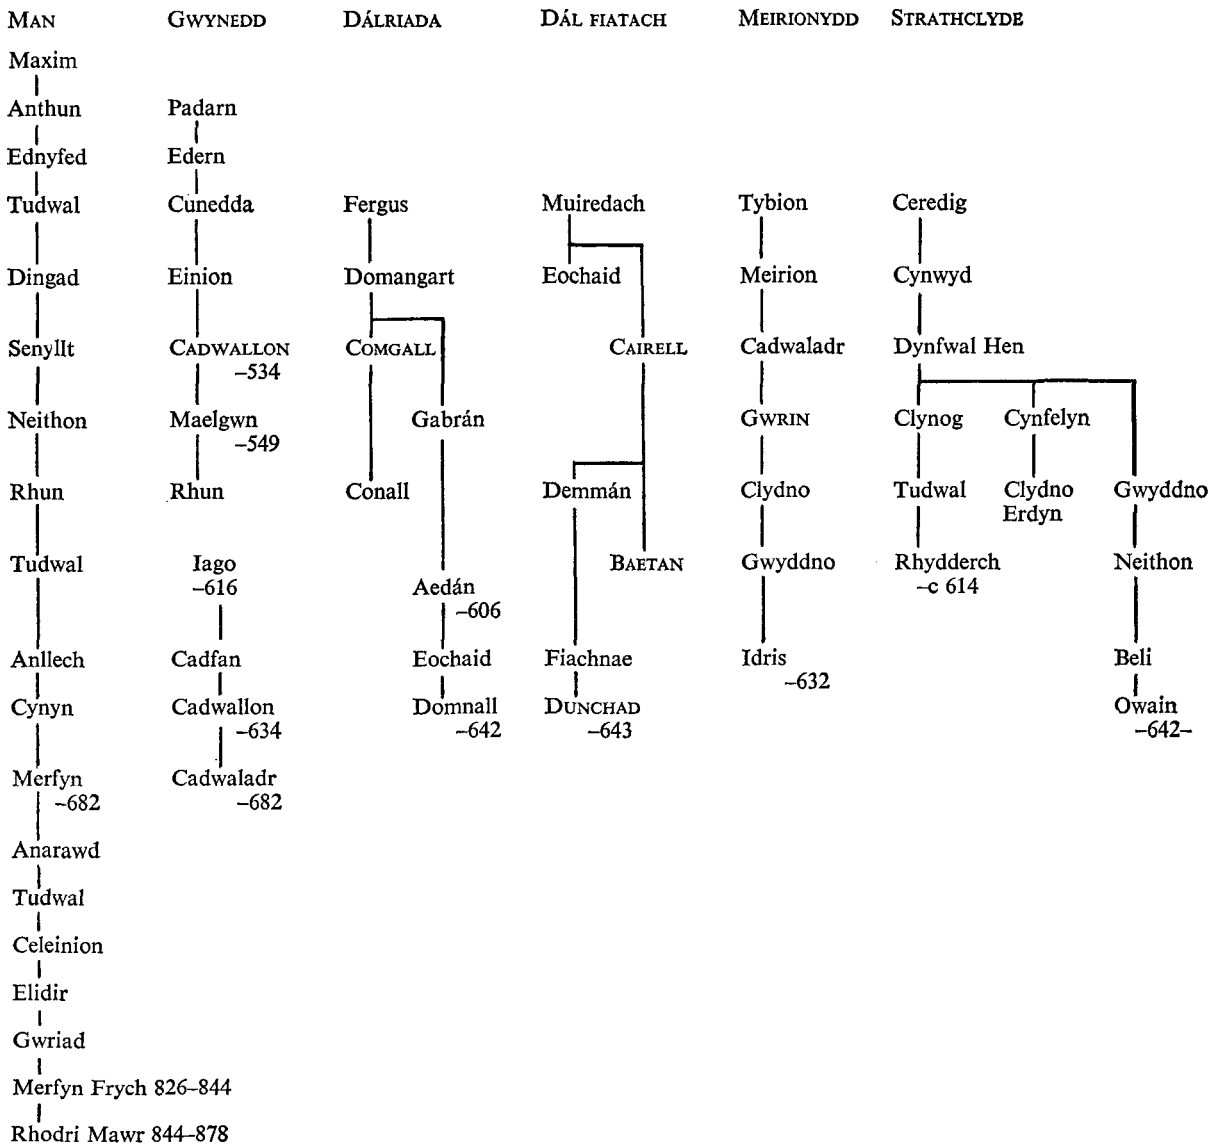 MAN GWYNEDD DÁLRIADA DÁL FIATACH MEIRIONYDD STRATHCLYDE
Maxim
Anthun Padarn
Ednyfed Edern
Tudwal Cunedda Fergus Muiredach Tybion Ceredig
Dingad Einion Domangart Eochaid Meirion Cynwyd
Senyllt CADWALLON COMGALL CAIRELL Cadwaladr Dynfwal Hen
–534
Neithon Maelgwn Gabrán GWRIN Clynog Cynfelyn
–549
Rhun Rhun Conall Demmán Clydno Tudwal Clydno Gwyddno
Erdyn
Tudwal Iago BAETAN Gwyddno Rhydderch Neithon
–616 Aedán –c 614
–606
Anllech Cadfan Eochaid Fiachnae Idris Beli
–632
Cynyn Cadwallon Domnall DUNCHAD Owain
–634 –642 –643 –642–
Merfyn Cadwaladr
–682 –682
Anarawd
Tudwal
Celeinion
Elidir
Gwriad
Merfyn Frych 826–844
Rhodri Mawr 844–878